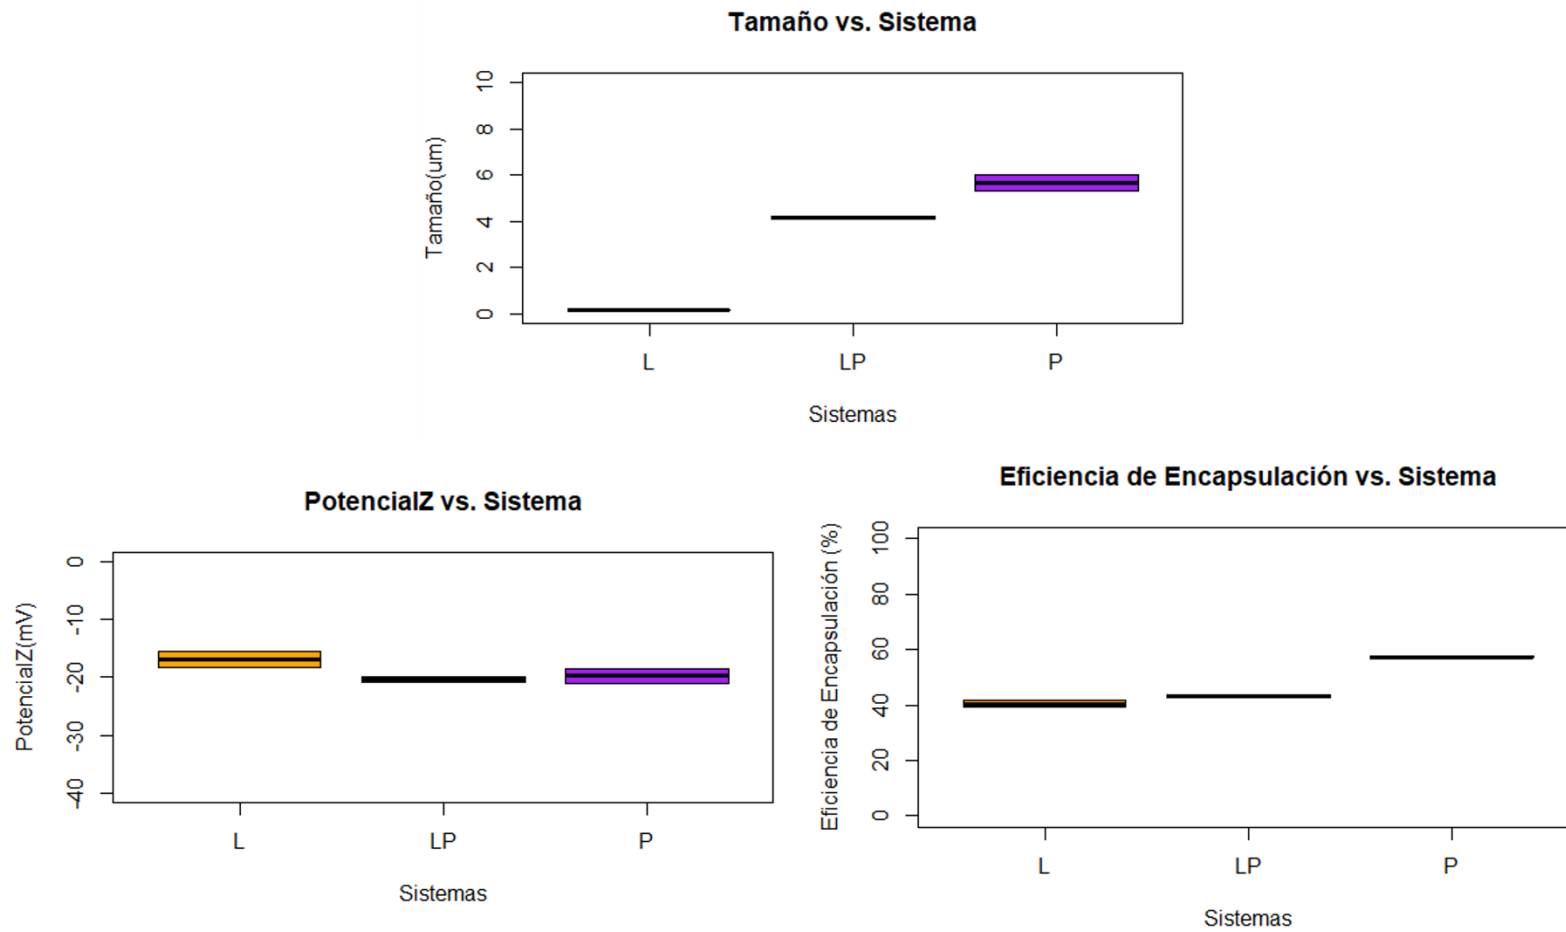 Tamaño vs. Sistema
Tamaño(um)
10
8
6
4
2
0
L LP P
Sistemas
PotencialZ vs. Sistema
PotencialZ(mV)
0
-10
-20
-30
-40
L LP P
Sistemas
Eficiencia de Encapsulación vs. Sistema
Eficiencia de Encapsulación (%)
100
80
60
40
20
0
L LP P
Sistemas